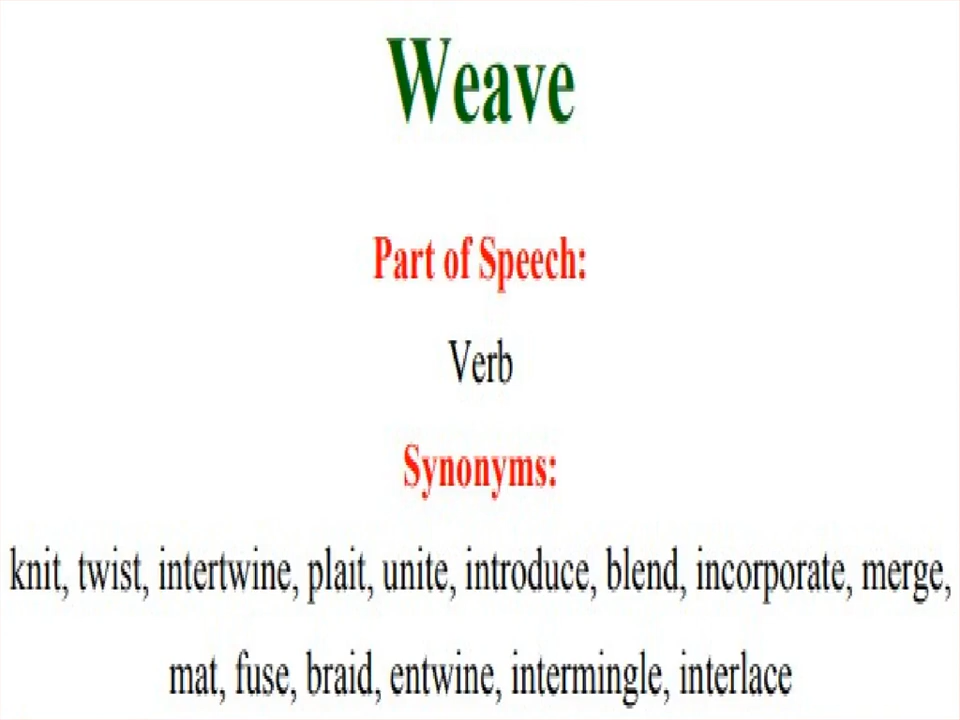 Weave
Part of Speech:
Verb
Synonyms:
knit, twist, intertwine, plait, unite, introduce, blend, incorporate, merge,
mat, fuse, braid, entwine, intermingle, interlace